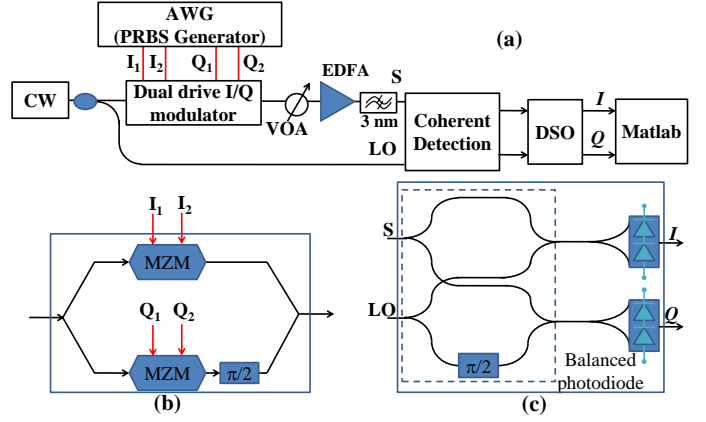 AWG
(PRBS Generator)
(a)
I1 I2 Q1 Q2
EDFA
S
CW
Dual drive I/Q
modulator
VOA
3 nm
LO
Coherent
Detection
DSO
I
Q
Matlab
I1 I2
MZM
Q1 Q2
MZM
π/2
(b)
S
LO
π/2
I
Q
Balanced
photodiode
(c)